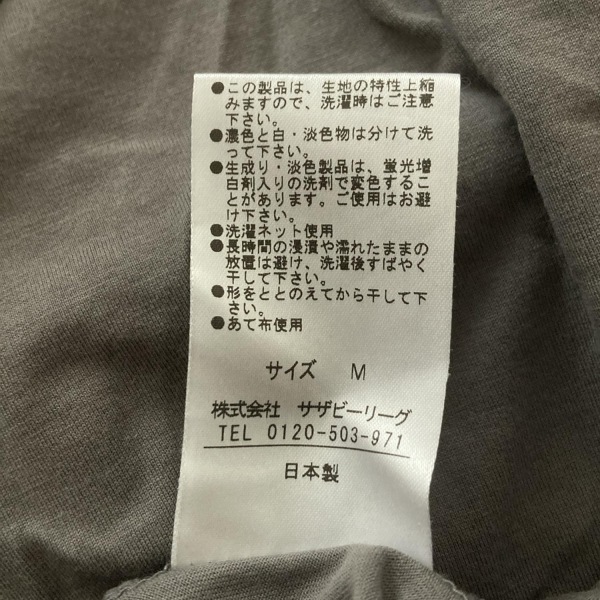 ●この製品は、生地の特性上縮
みますので、洗濯時はご注意
下さい。
●濃色と白・淡色物は分けて洗
って下さい。
●生成り・淡色製品は、蛍光増
白剤入りの洗剤で変色するこ
とがあります。ご使用はお避
け下さい。
●洗濯ネット使用
●長時間の浸漬や濡れたままの
放置は避け、洗濯後すばやく
干して下さい。
●形をととのえてから干して下
さい。
●あて布使用
サイズ M
株式会社 サザビーリーグ
TEL 0120-503-971
日本製